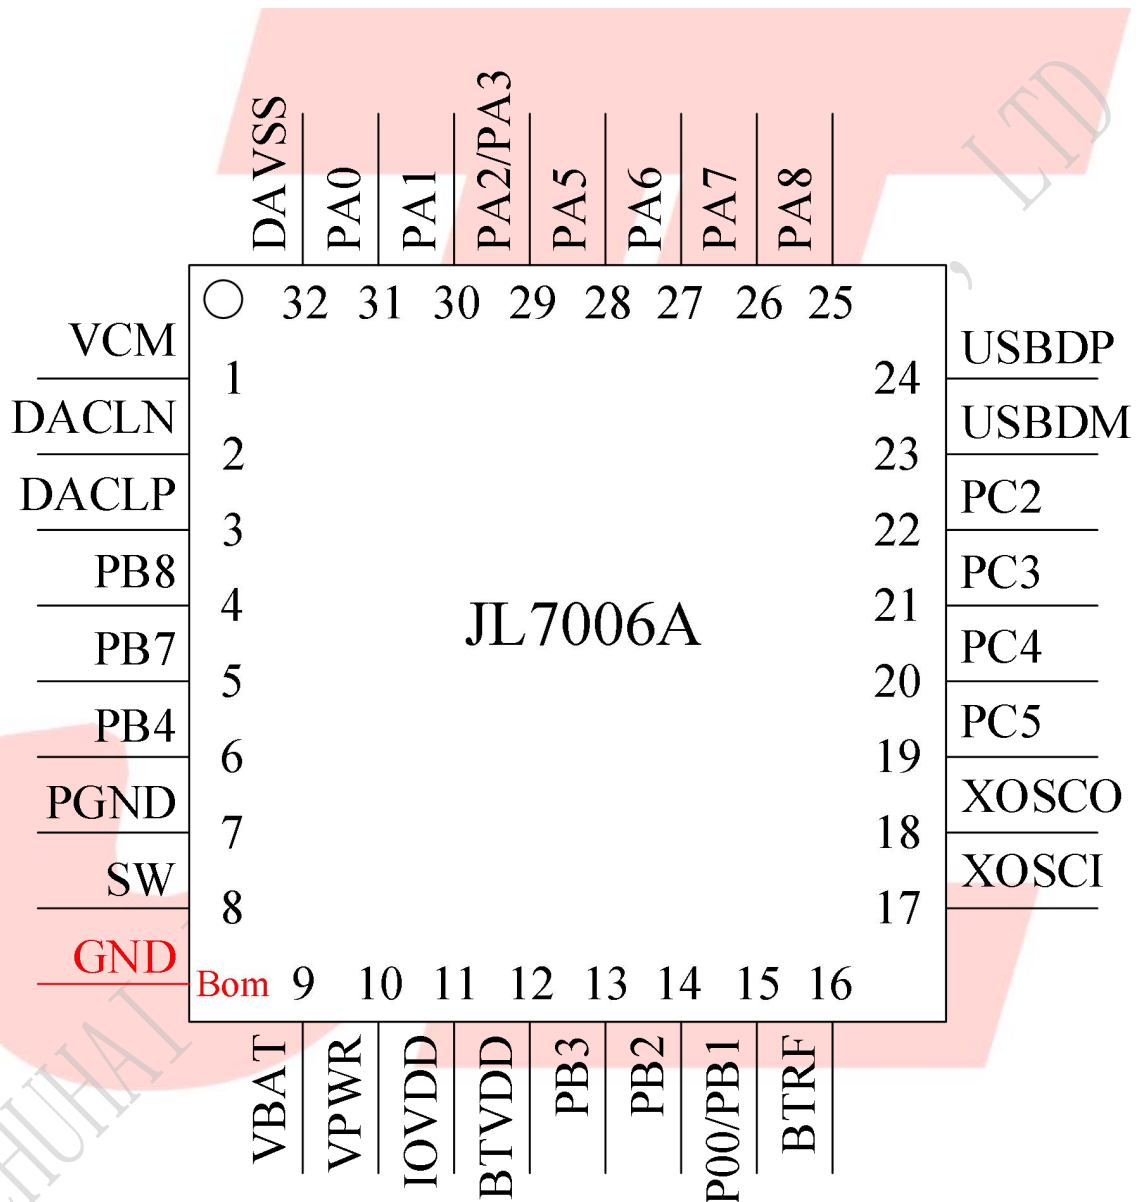 DAVSS
PA0
PA1
PA2/PA3
PA5
PA6
PA7
PA8
32 31 30 29 28 27 26 25
VCM 1
DACLN 2
DACLP 3
PB8 4
PB7 5
PB4 6
PGND 7
SW 8
GND Bom
JL7006A
24 USBDP
23 USBDM
22 PC2
21 PC3
20 PC4
19 PC5
18 XOSCO
17 XOSCI
9 10 11 12 13 14 15 16
VBAT
VPWR
IOVDD
BTVDD
PB3
PB2
P00/PB1
BTRF
, LTD